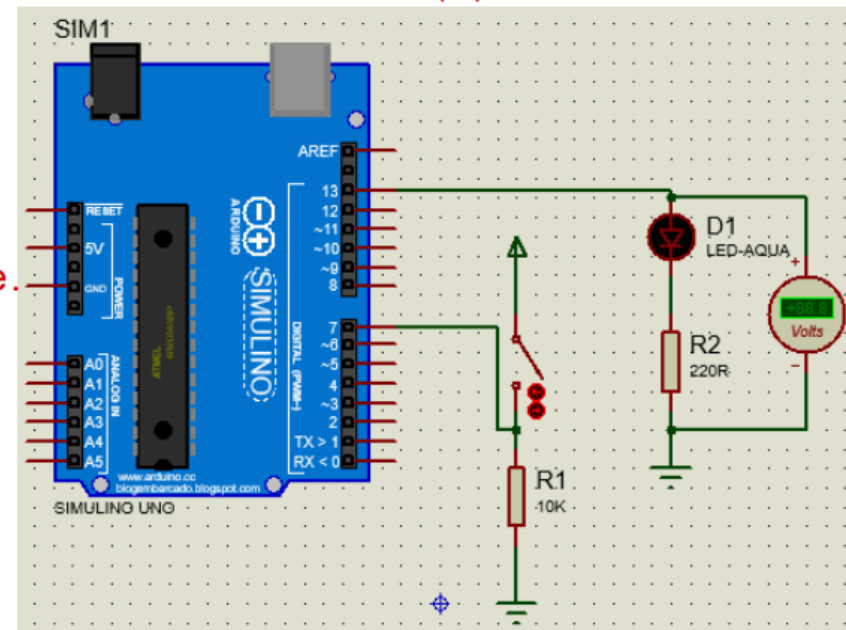 SIM1
AREF
13
12
~11
~10
~9
8
7
~6
~5
4
~3
2
TX > 1
RX < 0
RESET
5V
GND
POWER
A0
A1
A2
A3
A4
A5
ANALOG IN
ATMEL
ARDUINO
SIMULINO
DIGITAL (PWM~)
www.arduino.cc
blogembarcado.blogspot.com
SIMULINO UNO
e.
D1
LED-AQUA
+
+88.8
Volts
−
R2
220R
R1
10K